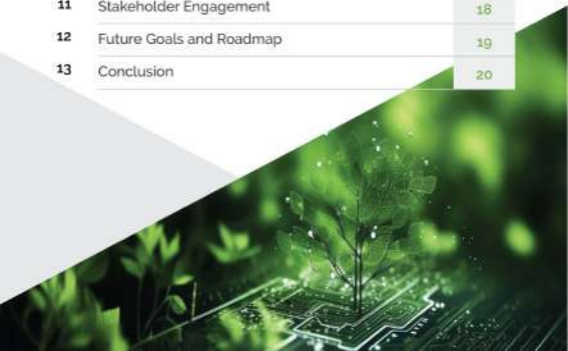 11 Stakeholder Engagement 18
12 Future Goals and Roadmap 19
13 Conclusion 20